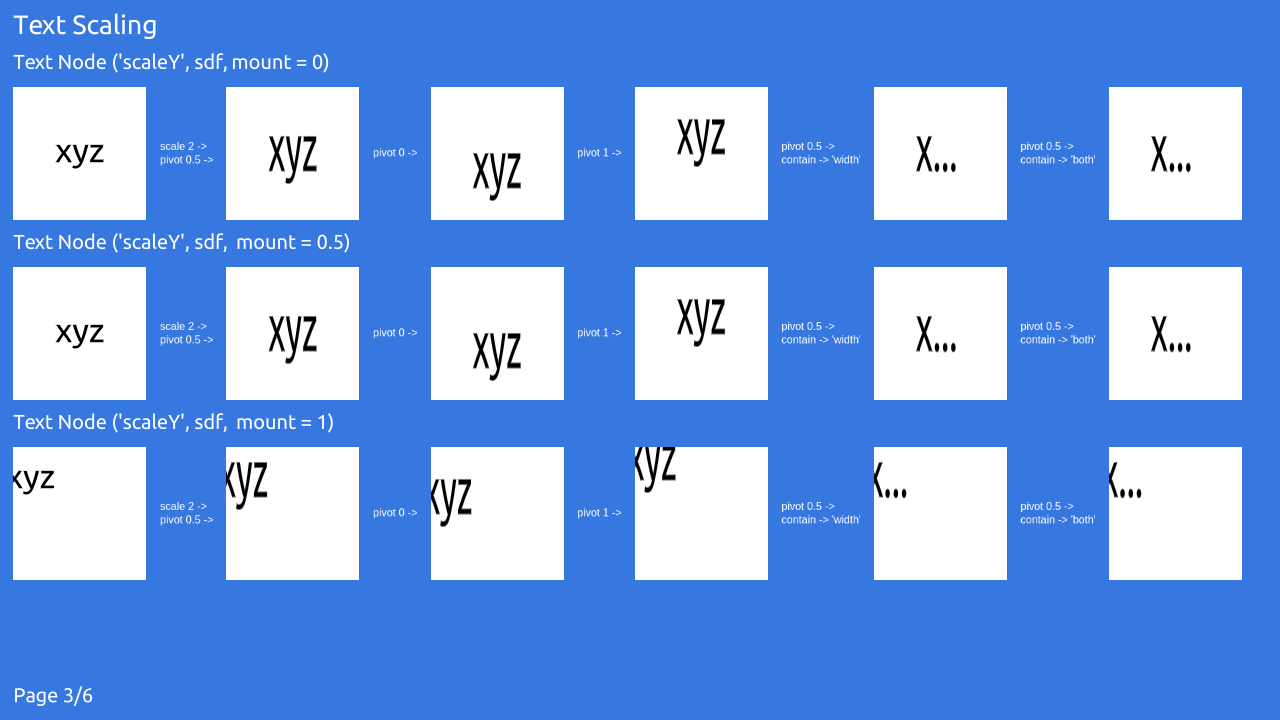 Text Scaling
Text Node ('scaleY', sdf, mount = 0)
xyz
scale 2 ->
pivot 0.5 ->
xyz
pivot 0 ->
xyz
pivot 1 ->
xyz
pivot 0.5 ->
contain -> 'width'
x...
pivot 0.5 ->
contain -> 'both'
x...
Text Node ('scaleY', sdf,  mount = 0.5)
xyz
scale 2 ->
pivot 0.5 ->
xyz
pivot 0 ->
xyz
pivot 1 ->
xyz
pivot 0.5 ->
contain -> 'width'
x...
pivot 0.5 ->
contain -> 'both'
x...
Text Node ('scaleY', sdf,  mount = 1)
xyz
scale 2 ->
pivot 0.5 ->
xyz
pivot 0 ->
xyz
pivot 1 ->
xyz
pivot 0.5 ->
contain -> 'width'
x...
pivot 0.5 ->
contain -> 'both'
x...
Page 3/6